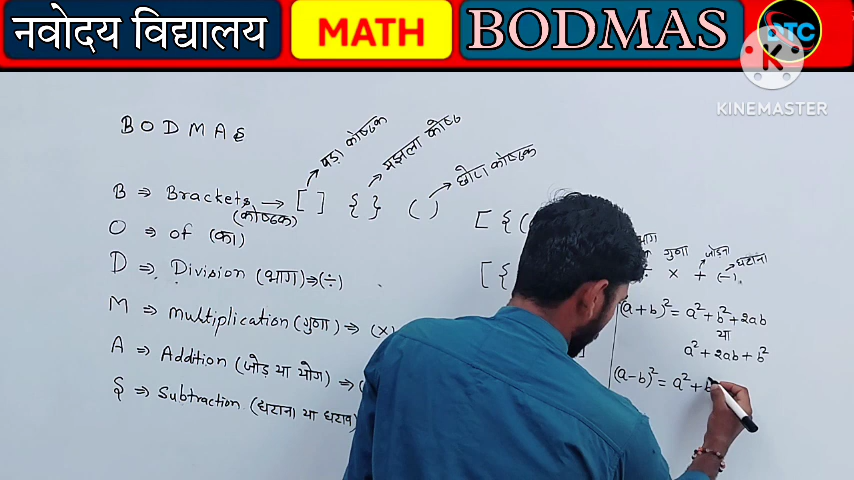 नवोदय विद्यालय MATH BODMAS DTC
KINEMASTER
BODMAS
बड़ा कोष्ठक मझला कोष्ठ छोटा कोष्ठक
B ⇒ Brackets → [ ] { } ( )
(कोष्ठक)
O ⇒ of (का)
D ⇒ Division (भाग) ⇒ (÷)
M ⇒ multiplication (गुणा) ⇒ (×)
A ⇒ Addition (जोड़ या योग) ⇒ (
S ⇒ Subtraction (घटाना या घटाव)
[ { (
[ {
भाग गुणा जोड़ना घटाना
÷ × + (−)
(a+b)² = a² + b² + 2ab
या
a² + 2ab + b²
(a-b)² = a² + b